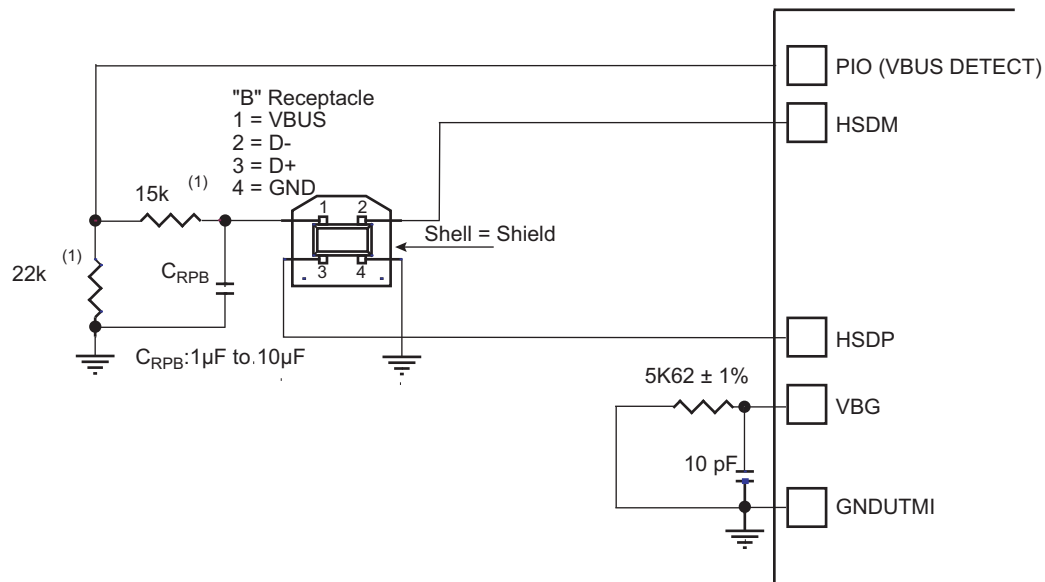 PIO (VBUS DETECT)
"B" Receptacle
1 = VBUS
2 = D-
3 = D+
4 = GND
HSDM
15k (1)
1 2
Shell = Shield
22k (1)
CRPB
3 4
CRPB:1µF to.10µF
HSDP
5K62 ± 1%
VBG
10 pF
GNDUTMI